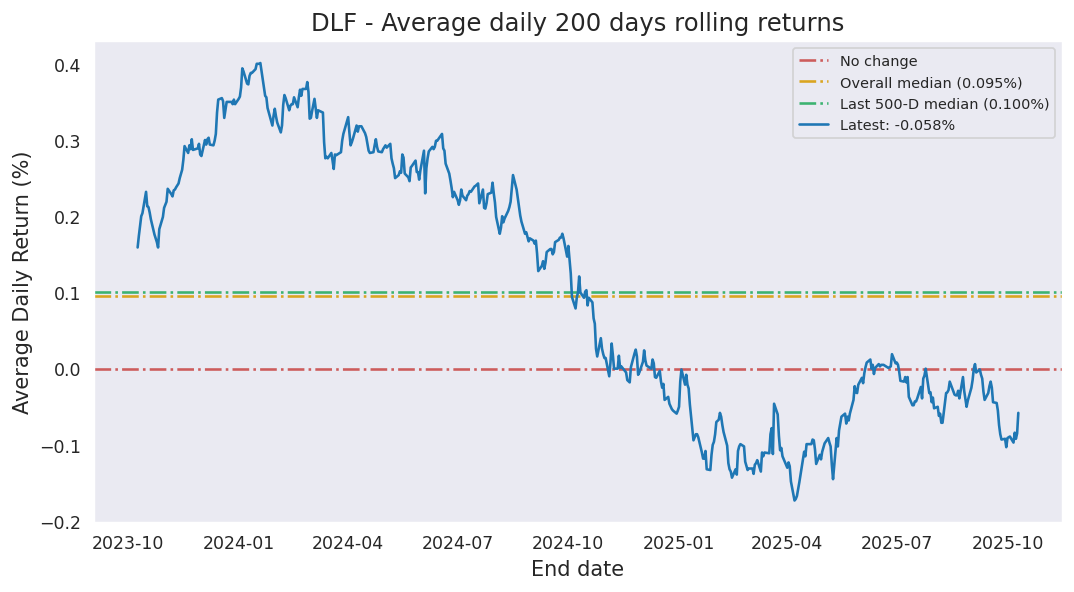 DLF - Average daily 200 days rolling returns
No change
Overall median (0.095%)
Last 500-D median (0.100%)
Latest: -0.058%
Average Daily Return (%)
0.4
0.3
0.2
0.1
0.0
−0.1
−0.2
2023-10 2024-01 2024-04 2024-07 2024-10 2025-01 2025-04 2025-07 2025-10
End date